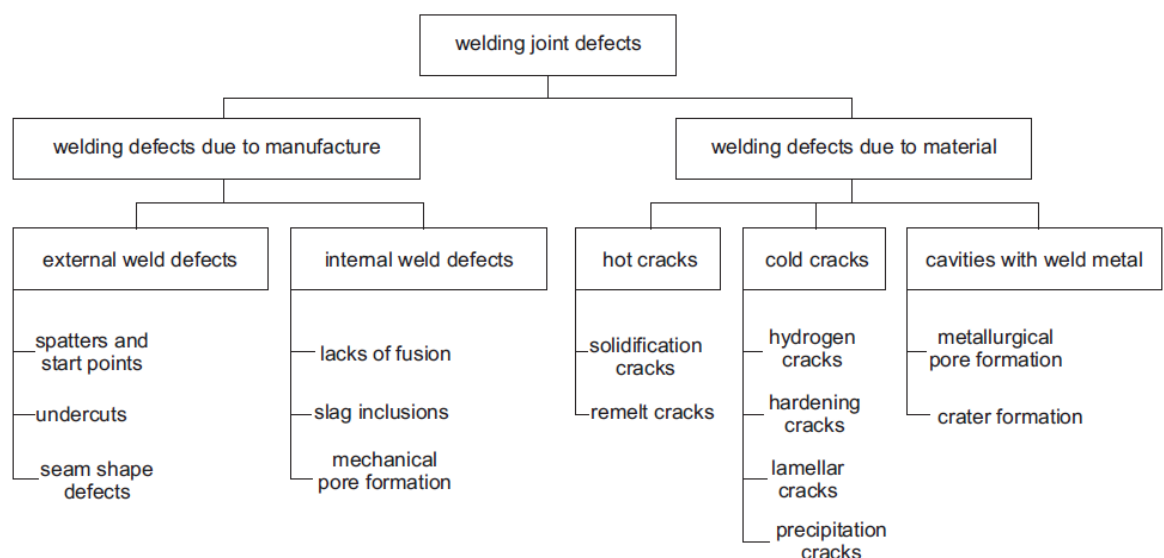 welding joint defects
welding defects due to manufacture
welding defects due to material
external weld defects
internal weld defects
hot cracks
cold cracks
cavities with weld metal
spatters and
start points
undercuts
seam shape
defects
lacks of fusion
slag inclusions
mechanical
pore formation
solidification
cracks
remelt cracks
hydrogen
cracks
hardening
cracks
lamellar
cracks
precipitation
cracks
metallurgical
pore formation
crater formation